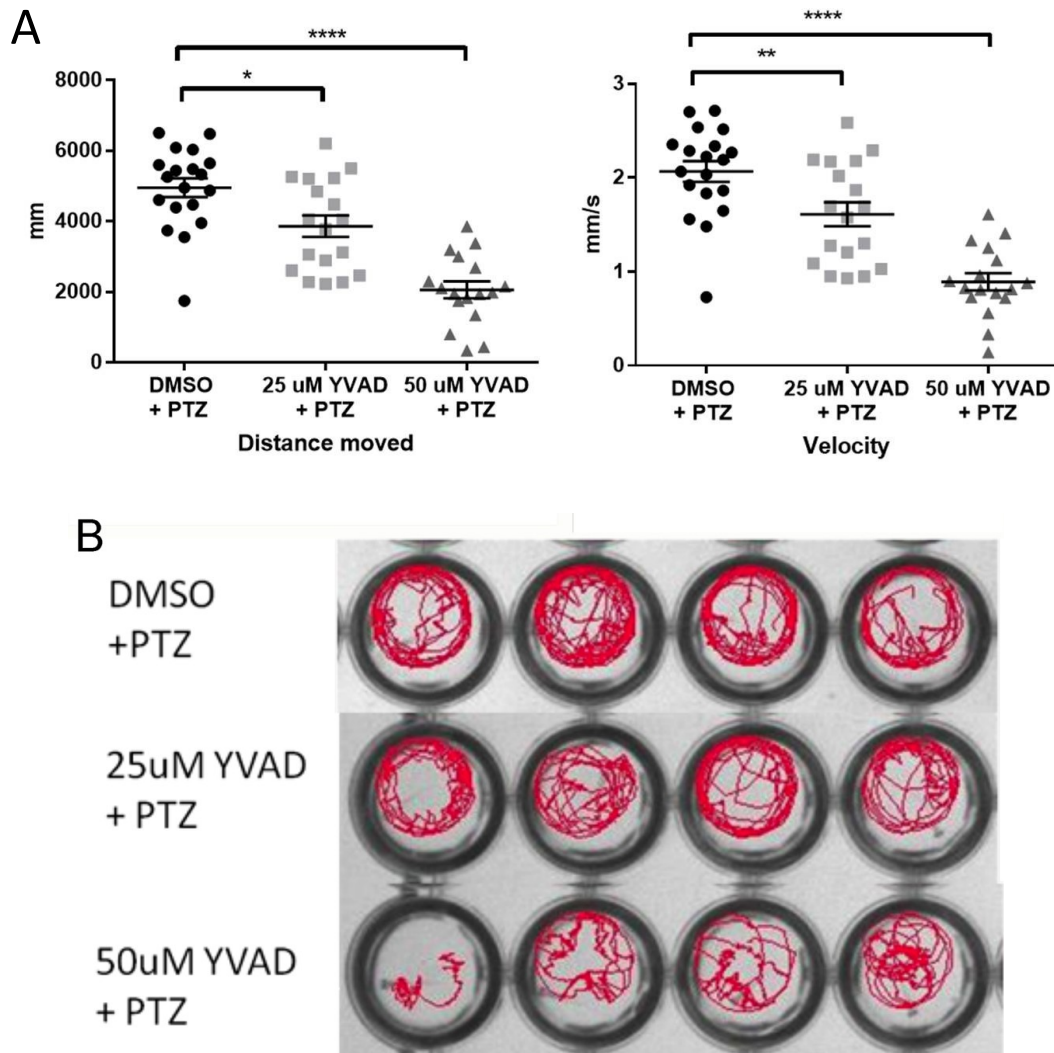 A
****
*
8000
6000
4000
2000
0
mm
DMSO
+ PTZ
25 uM YVAD
+ PTZ
50 uM YVAD
+ PTZ
Distance moved
****
**
3
2
1
0
mm/s
DMSO
+ PTZ
25 uM YVAD
+ PTZ
50 uM YVAD
+ PTZ
Velocity
B
DMSO
+PTZ
25uM YVAD
+ PTZ
50uM YVAD
+ PTZ